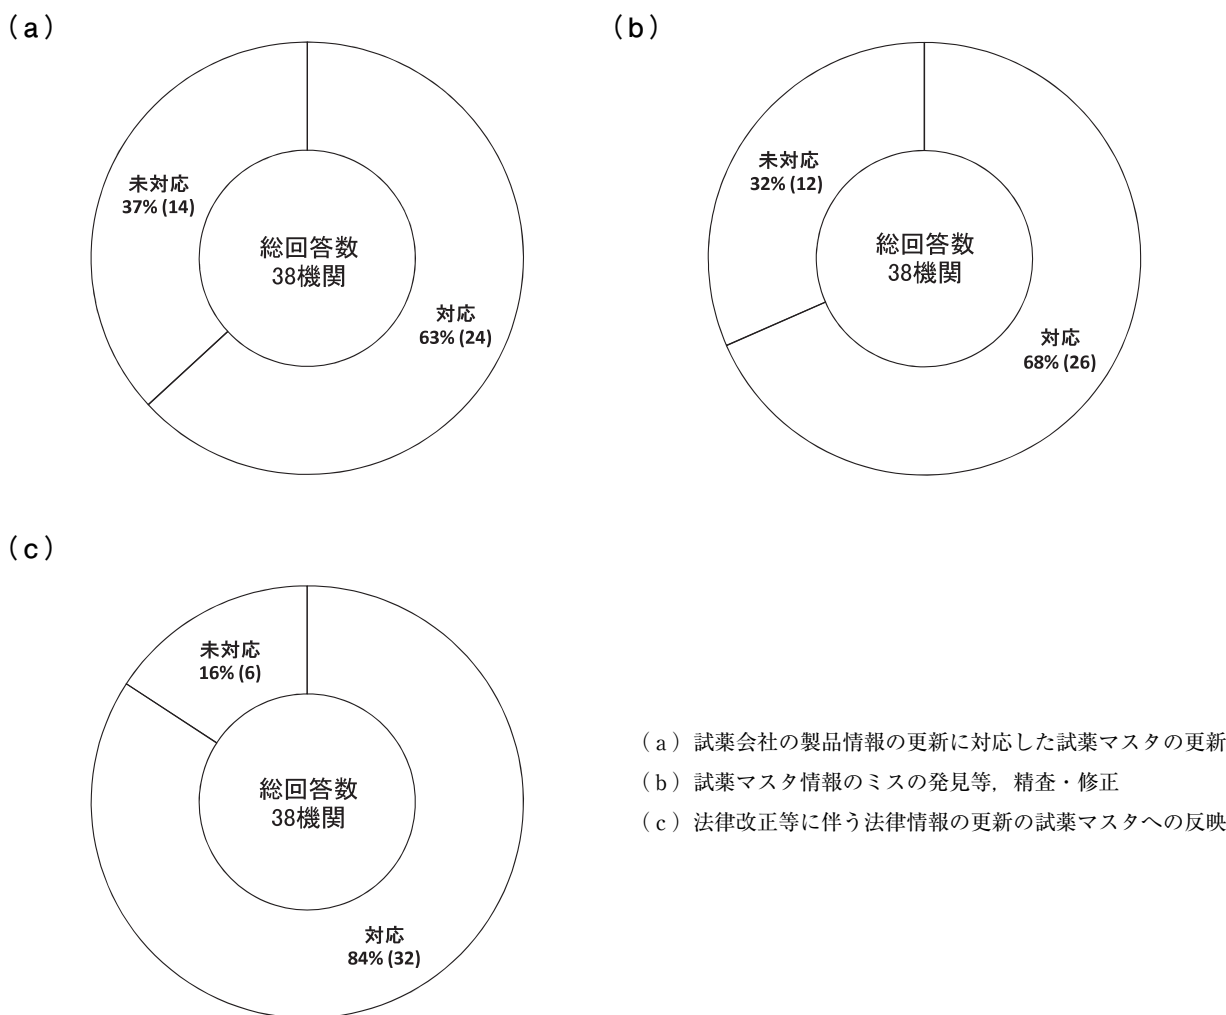 (a)
未対応
37% (14)
総回答数
38機関
対応
63% (24)
(b)
未対応
32% (12)
総回答数
38機関
対応
68% (26)
(c)
未対応
16% (6)
総回答数
38機関
対応
84% (32)
(a)試薬会社の製品情報の更新に対応した試薬マスタの更新
(b)試薬マスタ情報のミスの発見等，精査・修正
(c)法律改正等に伴う法律情報の更新の試薬マスタへの反映